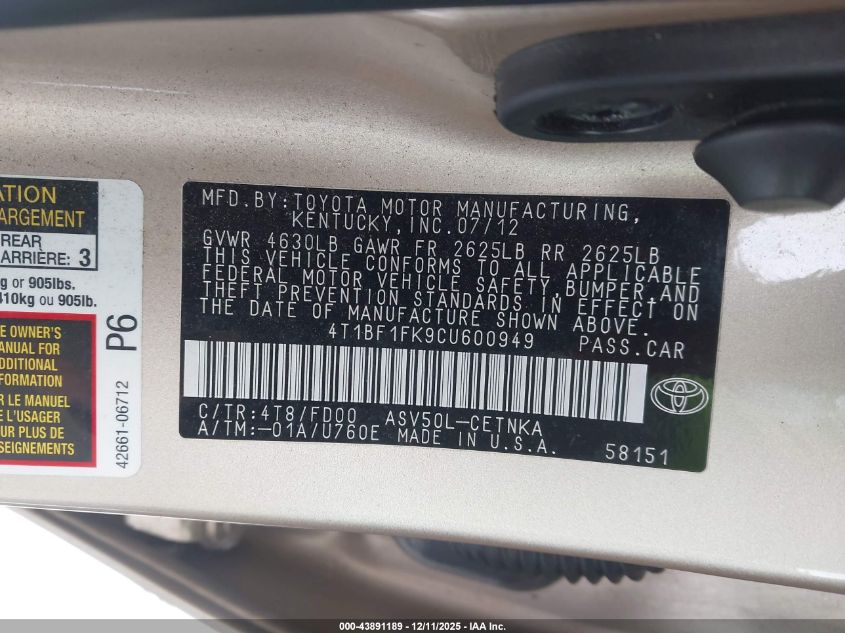 ATION
ARGEMENT
REAR
ARRIÈRE: 3
g or 905lbs.
410kg ou 905lb.
E OWNER'S
ANUAL FOR
DDITIONAL
FORMATION
R LE MANUEL
E L'USAGER
UR PLUS DE
SEIGNEMENTS
P6
42661-06712
MFD.BY:TOYOTA MOTOR MANUFACTURING,
KENTUCKY,INC.07/12
GVWR 4630LB GAWR FR 2625LB RR 2625LB
THIS VEHICLE CONFORMS TO ALL APPLICABLE
FEDERAL MOTOR VEHICLE SAFETY,BUMPER,AND
THEFT PREVENTION STANDARDS IN EFFECT ON
THE DATE OF MANUFACTURE SHOWN ABOVE.
4T1BF1FK9CU600949 PASS.CAR
C/TR:4T8/FD00 ASV50L-CETNKA
A/TM:-01A/U760E MADE IN U.S.A.
58151
000-43891189 - 12/11/2025 - IAA Inc.